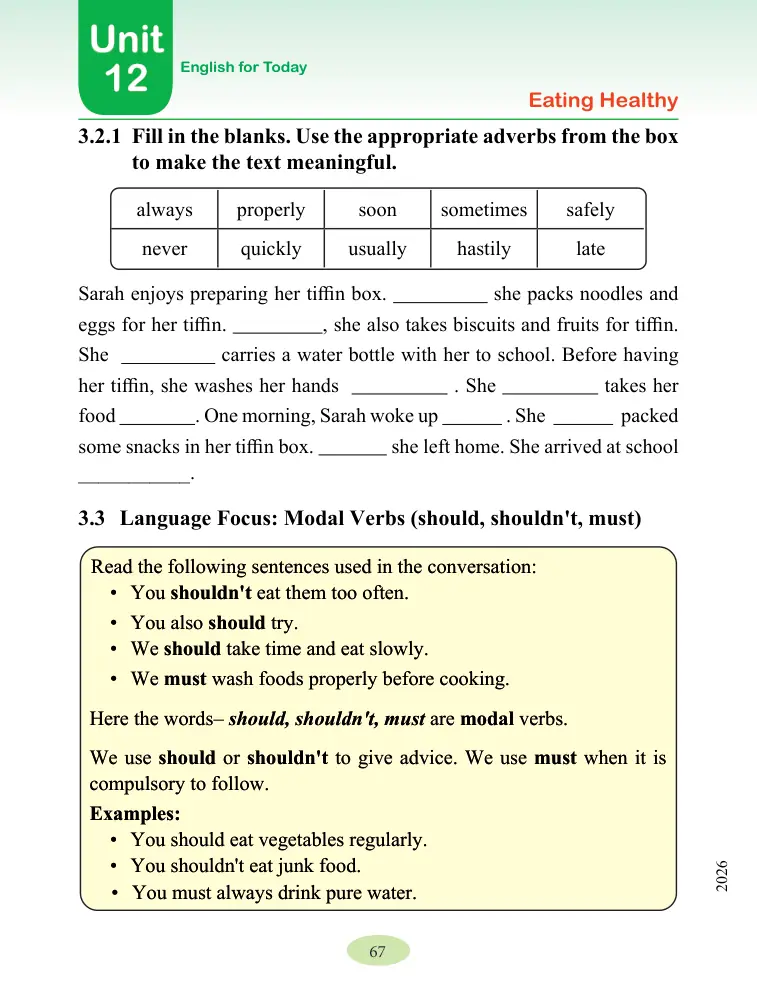 Unit
12
English for Today
Eating Healthy
3.2.1 Fill in the blanks. Use the appropriate adverbs from the box
to make the text meaningful.
always properly soon sometimes safely
never quickly usually hastily late
Sarah enjoys preparing her tiffin box. _________ she packs noodles and
eggs for her tiffin. _________, she also takes biscuits and fruits for tiffin.
She _________ carries a water bottle with her to school. Before having
her tiffin, she washes her hands _________ . She _________ takes her
food ________. One morning, Sarah woke up ______ . She ______ packed
some snacks in her tiffin box. _______ she left home. She arrived at school
___________.
3.3 Language Focus: Modal Verbs (should, shouldn't, must)
Read the following sentences used in the conversation:
• You shouldn't eat them too often.
• You also should try.
• We should take time and eat slowly.
• We must wash foods properly before cooking.
Here the words– should, shouldn't, must are modal verbs.
We use should or shouldn't to give advice. We use must when it is
compulsory to follow.
Examples:
• You should eat vegetables regularly.
• You shouldn't eat junk food.
• You must always drink pure water.
2026
67